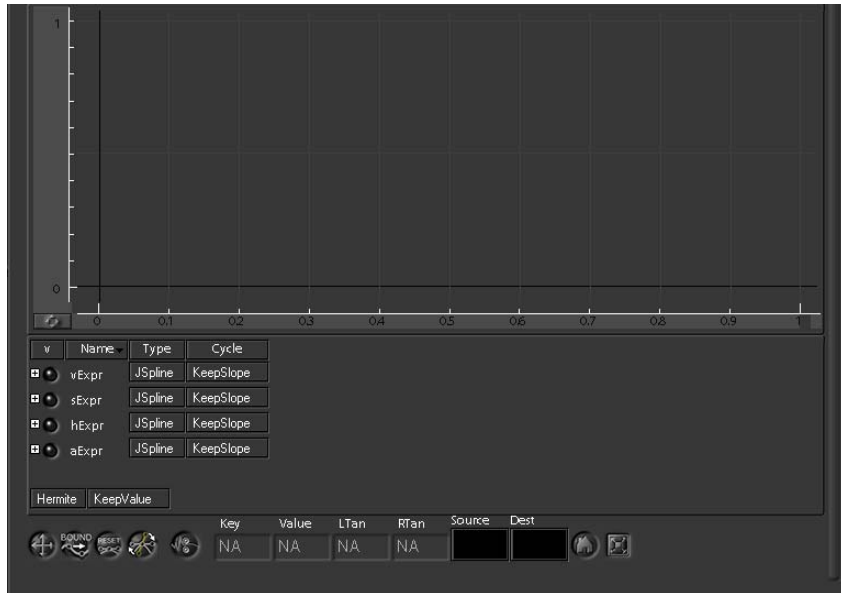 1
0
0 0.1 0.2 0.3 0.4 0.5 0.6 0.7 0.8 0.9 1
v Name Type Cycle
vExpr JSpline KeepSlope
sExpr JSpline KeepSlope
hExpr JSpline KeepSlope
aExpr JSpline KeepSlope
Hermite KeepValue
Key Value LTan RTan Source Dest
BOUND RESET NA NA NA NA